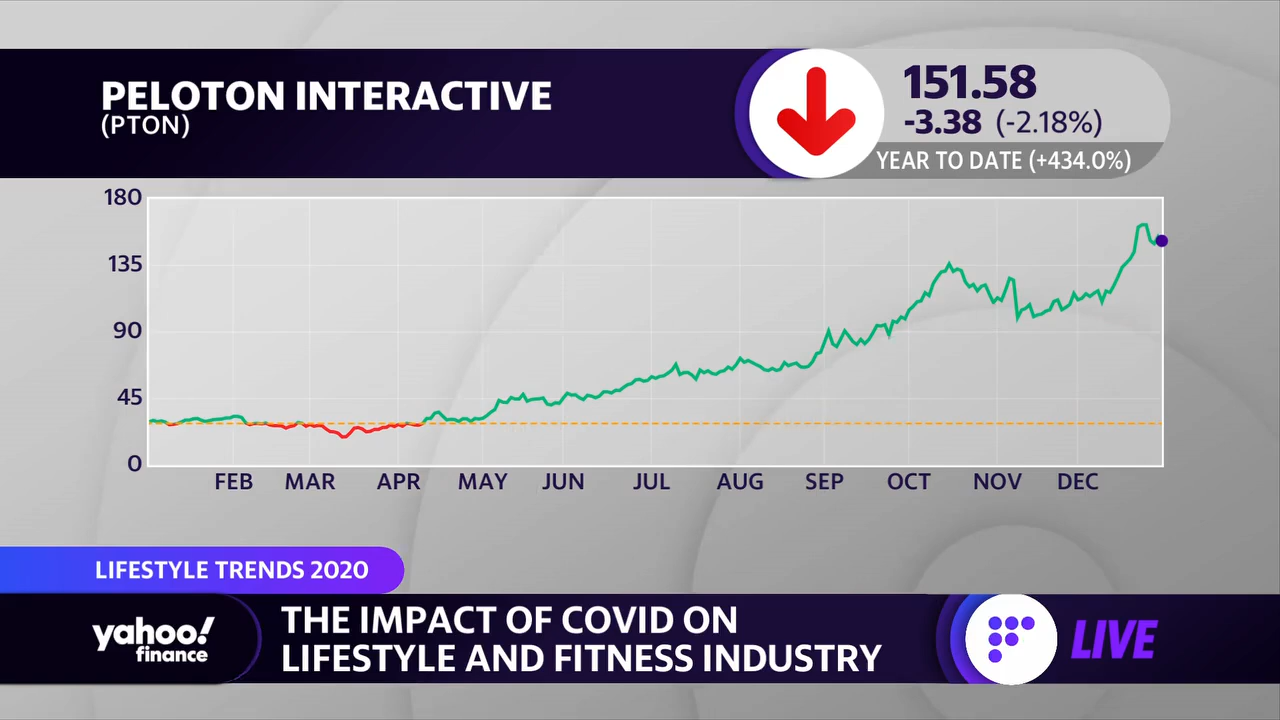 PELOTON INTERACTIVE
(PTON)
151.58
-3.38 (-2.18%)
YEAR TO DATE (+434.0%)
180
135
90
45
0
FEB MAR APR MAY JUN JUL AUG SEP OCT NOV DEC
LIFESTYLE TRENDS 2020
yahoo!
finance
THE IMPACT OF COVID ON
LIFESTYLE AND FITNESS INDUSTRY
LIVE